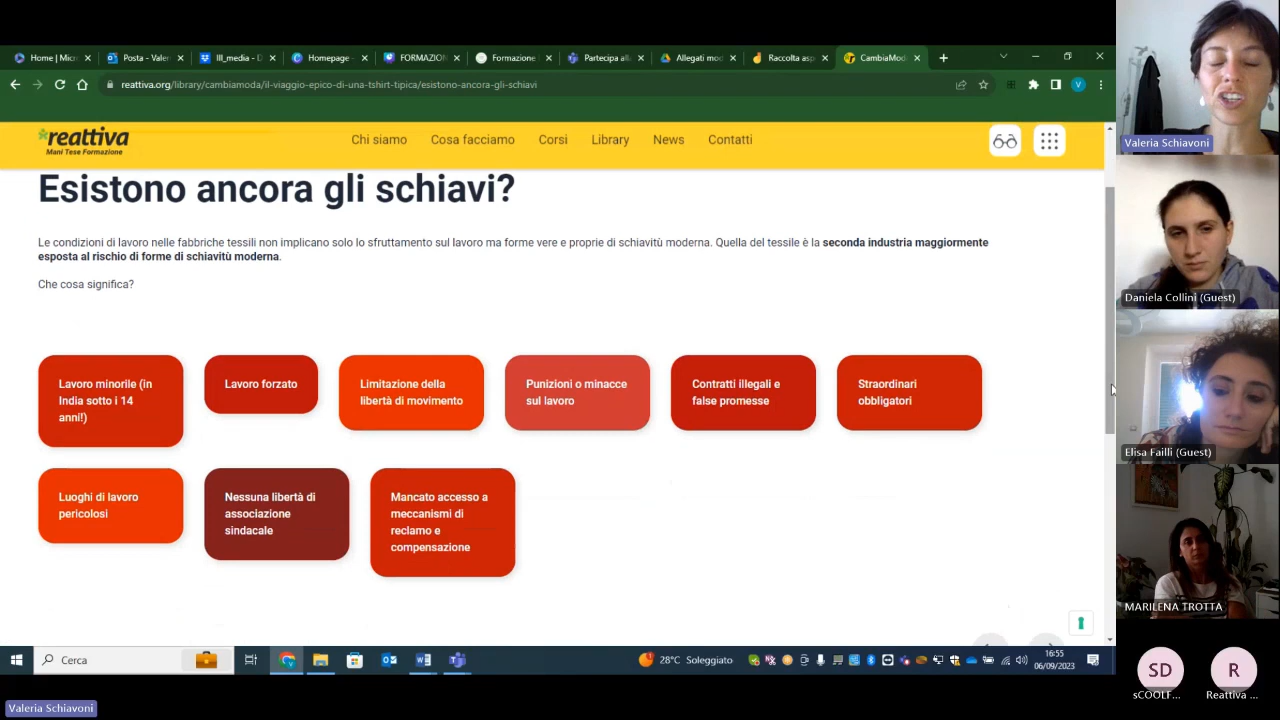 Home | Micr
Posta - Valer
III_media - D
Homepage -
FORMAZION
Formazione
Partecipa alla
Allegati mod
Raccolta asp
CambiaMod
reattiva.org/library/cambiamoda/il-viaggio-epico-di-una-tshirt-tipica/esistono-ancora-gli-schiavi
V
reattiva
Mani Tese Formazione
Chi siamo
Cosa facciamo
Corsi
Library
News
Contatti
Esistono ancora gli schiavi?
Le condizioni di lavoro nelle fabbriche tessili non implicano solo lo sfruttamento sul lavoro ma forme vere e proprie di schiavitù moderna. Quella del tessile è la seconda industria maggiormente
esposta al rischio di forme di schiavitù moderna.
Che cosa significa?
Lavoro minorile (in
India sotto i 14
anni!)
Lavoro forzato
Limitazione della
libertà di movimento
Punizioni o minacce
sul lavoro
Contratti illegali e
false promesse
Straordinari
obbligatori
Luoghi di lavoro
pericolosi
Nessuna libertà di
associazione
sindacale
Mancato accesso a
meccanismi di
reclamo e
compensazione
Cerca
28°C Soleggiato
16:55
06/09/2023
Valeria Schiavoni
Valeria Schiavoni
Daniela Collini (Guest)
Elisa Failli (Guest)
MARILENA TROTTA
SD
sCOOLF...
R
Reattiva ...